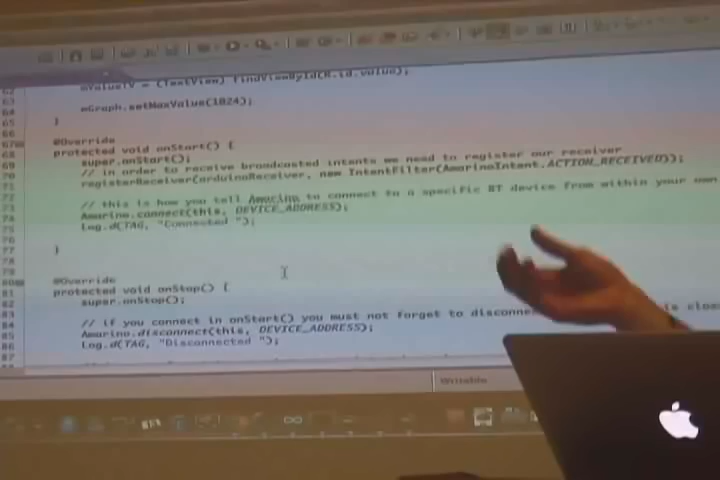 62 mValueTV = (TextView) findViewById(R.id.value);
63
64 mGraph.setMaxValue(1024);
65 }
66
67 @Override
68 protected void onStart() {
69 super.onStart();
70 // in order to receive broadcasted intents we need to register our receiver
71 registerReceiver(arduinoReceiver, new IntentFilter(AmarinoIntent.ACTION_RECEIVED));
72
73 // this is how you tell Amarino to connect to a specific BT device from within your own
74 Amarino.connect(this, DEVICE_ADDRESS);
75 Log.d(TAG, "Connected ");
76
77 }
78
79
80 @Override
81 protected void onStop() {
82 super.onStop();
83
84 // if you connect in onStart() you must not forget to disconnect
85 Amarino.disconnect(this, DEVICE_ADDRESS);
86 Log.d(TAG, "Disconnected ");
87
Writable